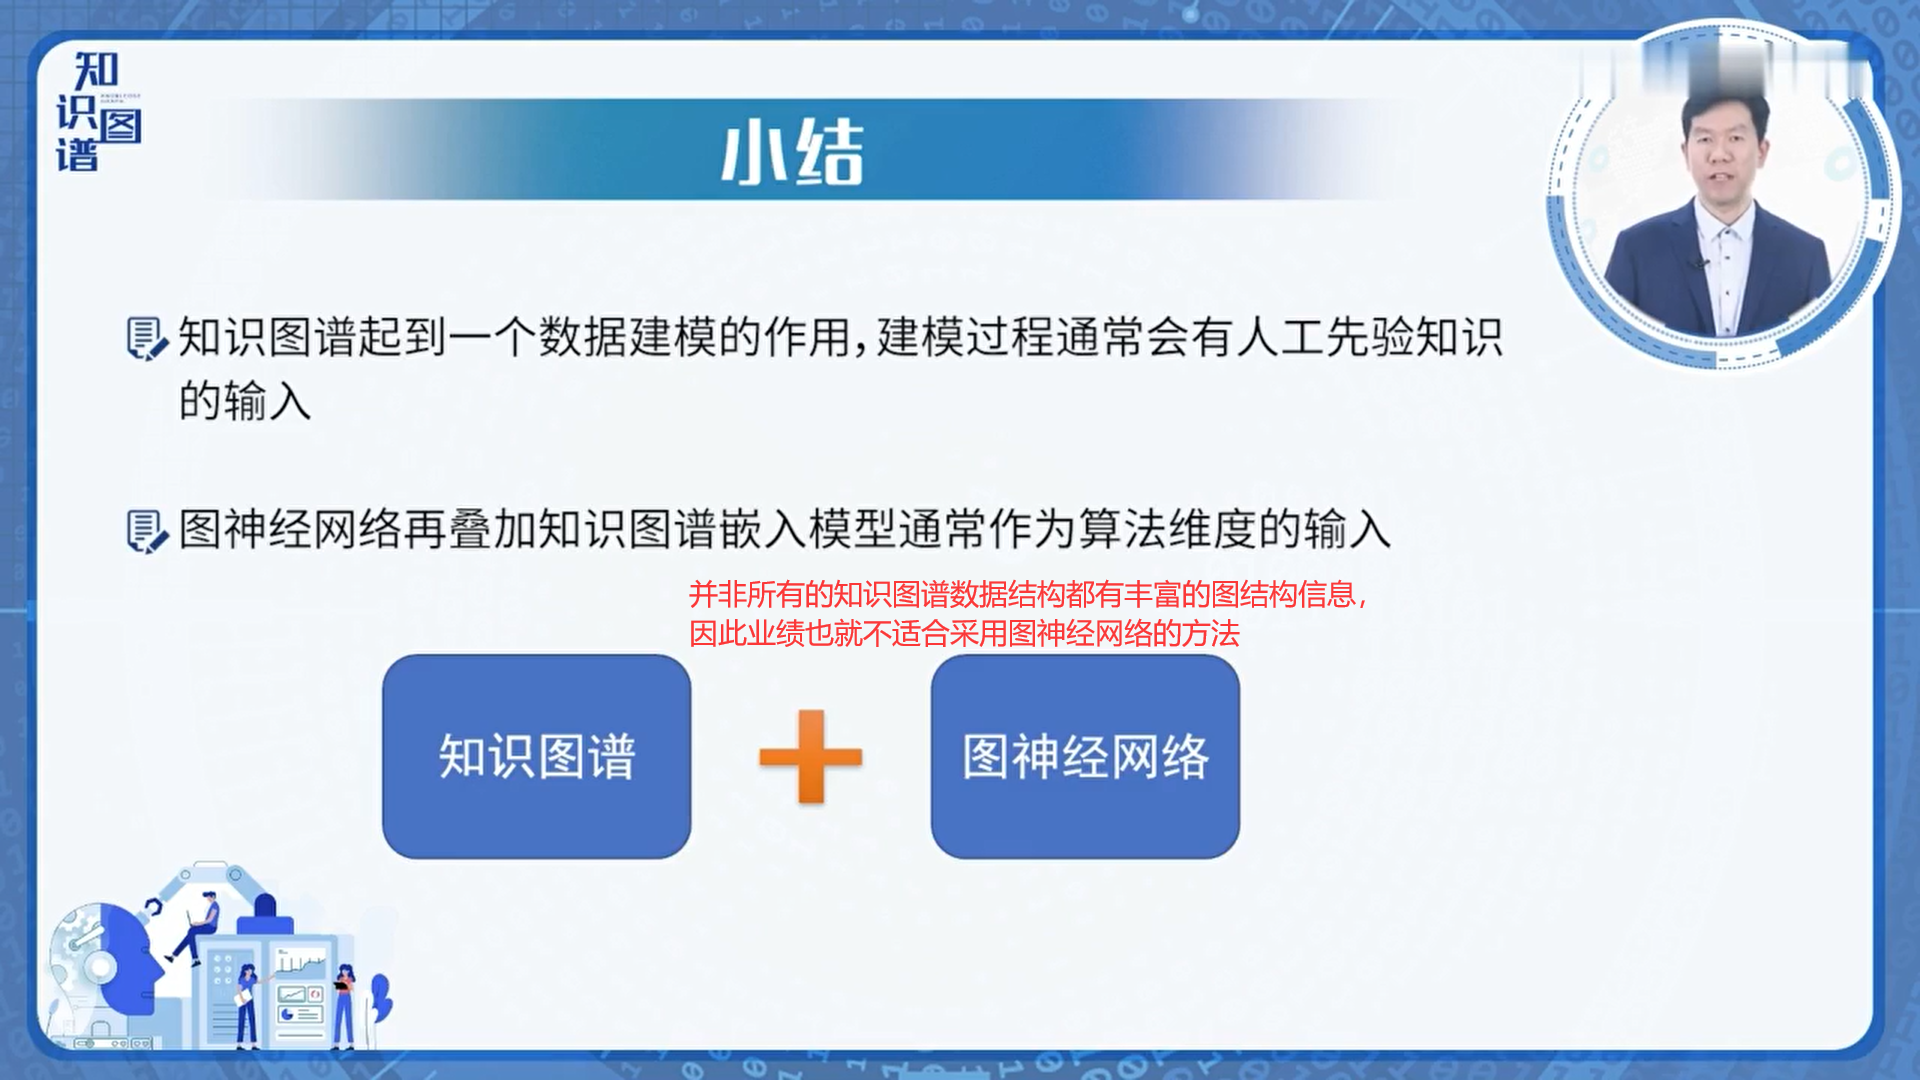 知识图谱
小结
知识图谱起到一个数据建模的作用，建模过程通常会有人工先验知识
的输入
图神经网络再叠加知识图谱嵌入模型通常作为算法维度的输入
并非所有的知识图谱数据结构都有丰富的图结构信息，
因此业绩也就不适合采用图神经网络的方法
知识图谱
图神经网络